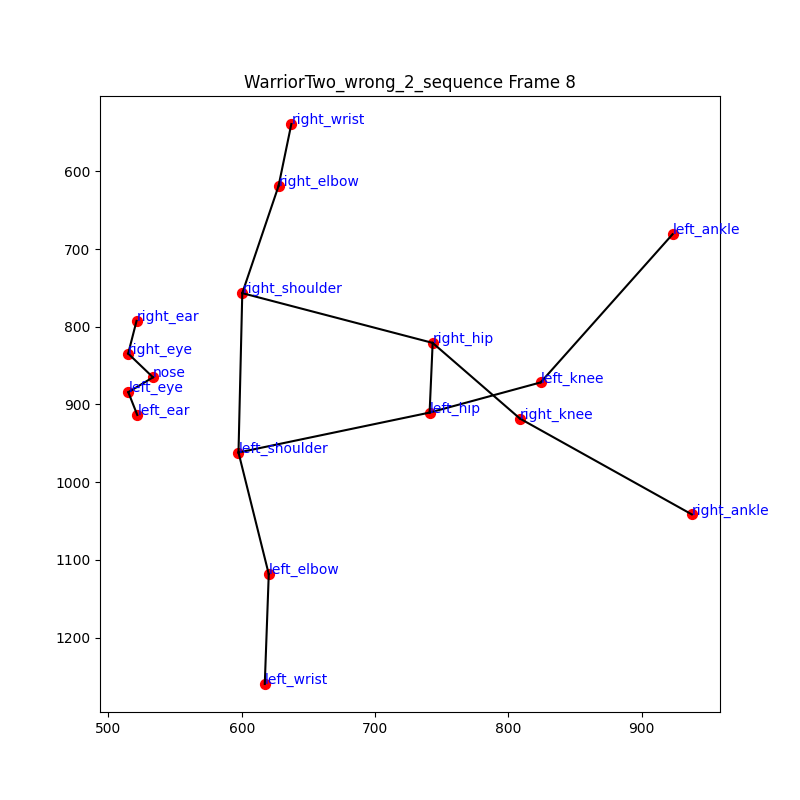 WarriorTwo_wrong_2_sequence Frame 8
right_wrist
right_elbow
left_ankle
right_shoulder
right_ear
right_hip
right_eye
nose
left_knee
left_eye
left_ear
left_hip
right_knee
left_shoulder
right_ankle
left_elbow
left_wrist
600
700
800
900
1000
1100
1200
500
600
700
800
900